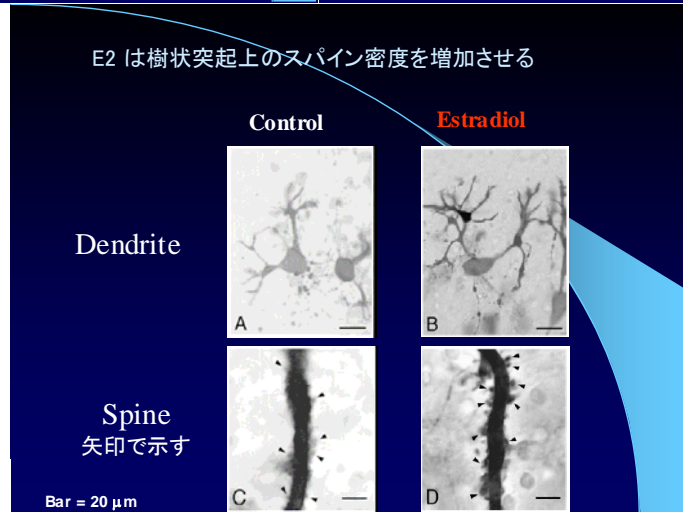 E2 は樹状突起上のスパイン密度を増加させる
Control
Estradiol
Dendrite
A
B
Spine
矢印で示す
C
D
Bar = 20 μm